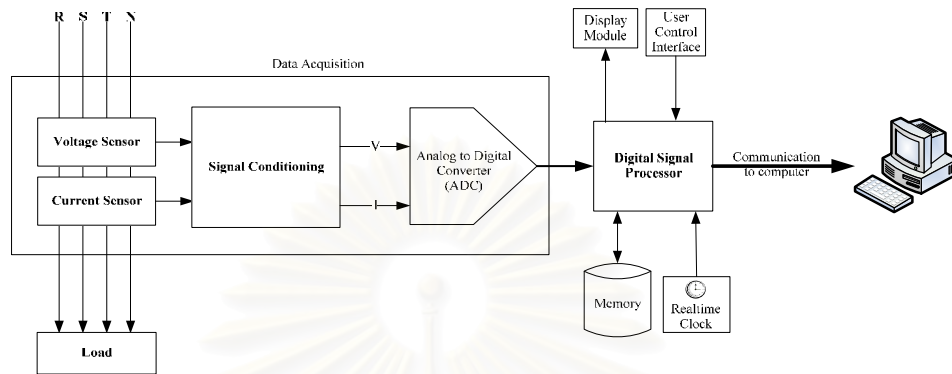 R S T N
Display
Module
User
Control
Interface
Data Acquisition
Voltage Sensor
Current Sensor
Signal Conditioning
V
I
Analog to Digital
Converter
(ADC)
Digital Signal
Processor
Communication
to computer
Memory
Realtime
Clock
Load